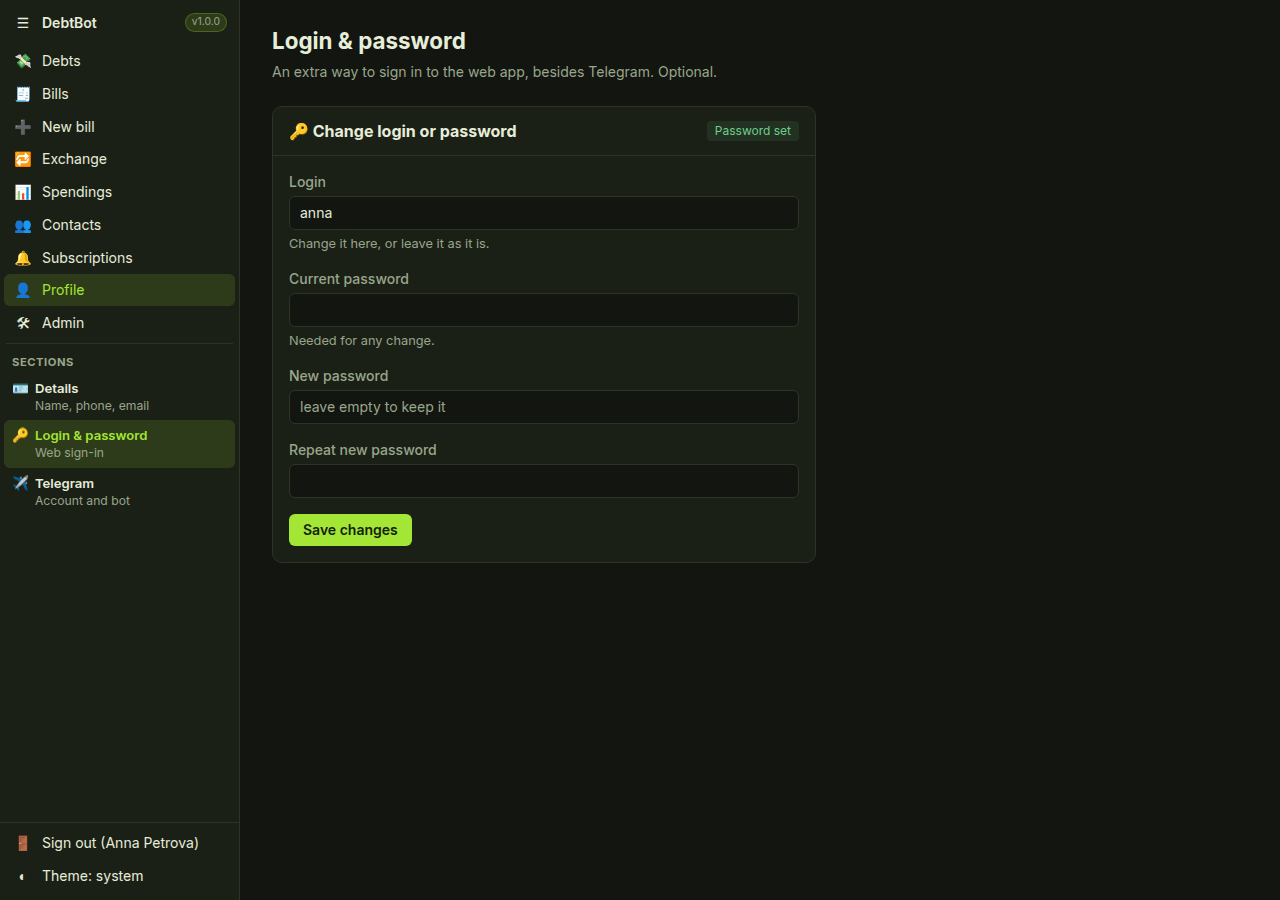 DebtBot
v1.0.0
Debts
Bills
New bill
Exchange
Spendings
Contacts
Subscriptions
Profile
Admin
SECTIONS
Details
Name, phone, email
Login & password
Web sign-in
Telegram
Account and bot
Sign out (Anna Petrova)
Theme: system
Login & password
An extra way to sign in to the web app, besides Telegram. Optional.
Change login or password
Password set
Login
anna
Change it here, or leave it as it is.
Current password
Needed for any change.
New password
leave empty to keep it
Repeat new password
Save changes